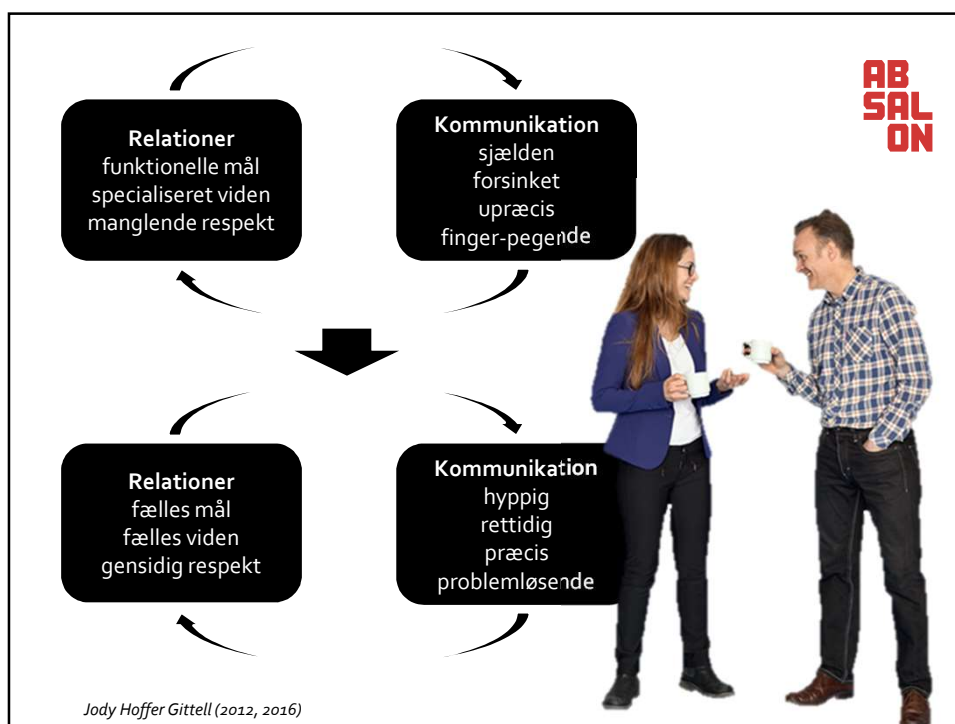 AB
SAL
ON
Relationer
funktionelle mål
specialiseret viden
manglende respekt
Kommunikation
sjælden
forsinket
upræcis
finger-pegende
Relationer
fælles mål
fælles viden
gensidig respekt
Kommunikation
hyppig
rettidig
præcis
problemløsende
Jody Hoffer Gittell (2012, 2016)